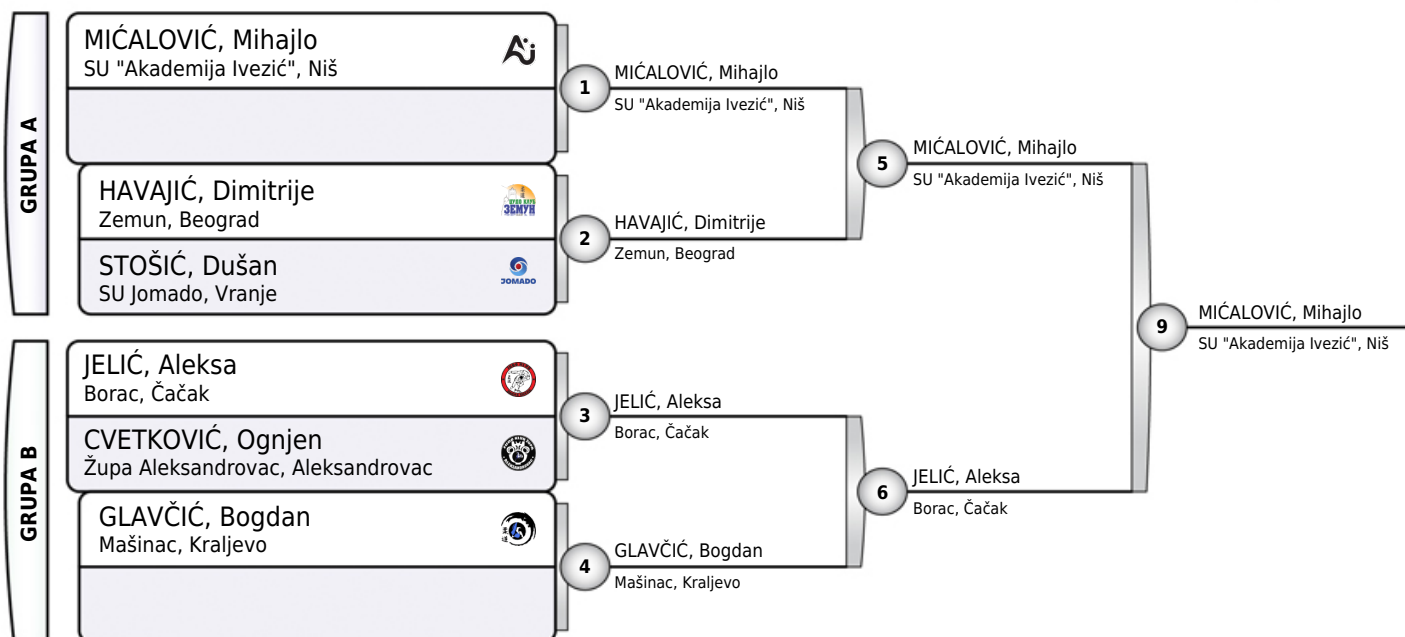 GRUPA A
MIĆALOVIĆ, Mihajlo
SU "Akademija Ivezić", Niš
HAVAJIĆ, Dimitrije
Zemun, Beograd
ЗЕМУН
STOŠIĆ, Dušan
SU Jomado, Vranje
JOMADO
GRUPA B
JELIĆ, Aleksa
Borac, Čačak
CVETKOVIĆ, Ognjen
Župa Aleksandrovac, Aleksandrovac
GLAVČIĆ, Bogdan
Mašinac, Kraljevo
1
MIĆALOVIĆ, Mihajlo
SU "Akademija Ivezić", Niš
2
HAVAJIĆ, Dimitrije
Zemun, Beograd
3
JELIĆ, Aleksa
Borac, Čačak
4
GLAVČIĆ, Bogdan
Mašinac, Kraljevo
5
MIĆALOVIĆ, Mihajlo
SU "Akademija Ivezić", Niš
6
JELIĆ, Aleksa
Borac, Čačak
9
MIĆALOVIĆ, Mihajlo
SU "Akademija Ivezić", Niš